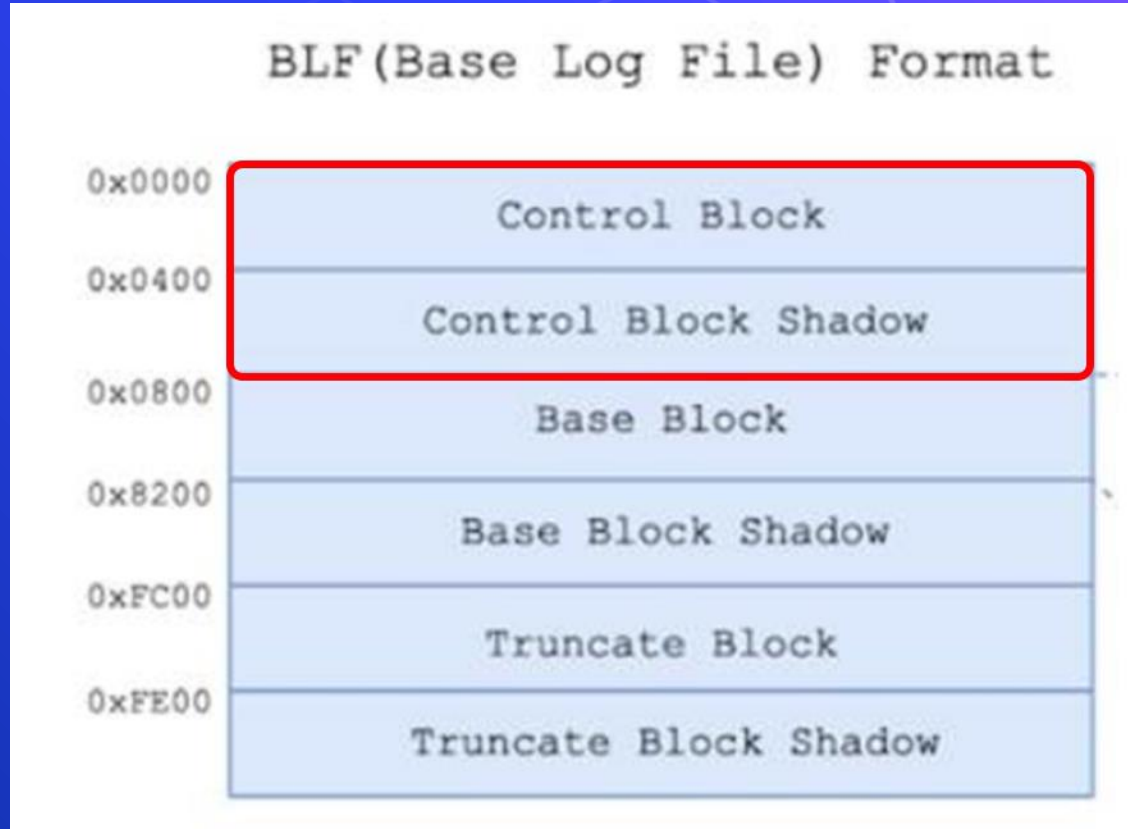 BLF(Base Log File) Format
0x0000
Control Block
0x0400
Control Block Shadow
0x0800
Base Block
0x8200
Base Block Shadow
0xFC00
Truncate Block
0xFE00
Truncate Block Shadow